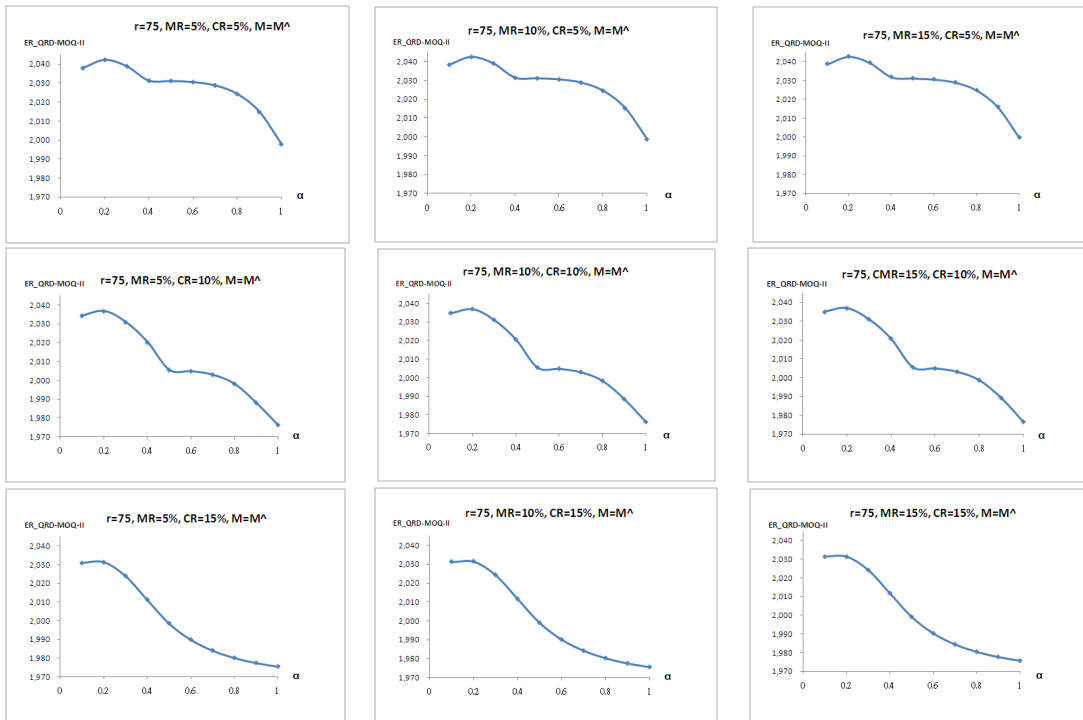 r=75, MR=5%, CR=5%, M=M^
ER_QRD-MOQ-II
2,040
2,030
2,020
2,010
2,000
1,990
1,980
1,970
0 0.2 0.4 0.6 0.8 1
α
r=75, MR=10%, CR=5%, M=M^
ER_QRD-MOQ-II
2,040
2,030
2,020
2,010
2,000
1,990
1,980
1,970
0 0.2 0.4 0.6 0.8 1
α
r=75, MR=15%, CR=5%, M=M^
ER_QRD-MOQ-II
2,040
2,030
2,020
2,010
2,000
1,990
1,980
1,970
0 0.2 0.4 0.6 0.8 1
α
r=75, MR=5%, CR=10%, M=M^
ER_QRD-MOQ-II
2,040
2,030
2,020
2,010
2,000
1,990
1,980
1,970
0 0.2 0.4 0.6 0.8 1
α
r=75, MR=10%, CR=10%, M=M^
ER_QRD-MOQ-II
2,040
2,030
2,020
2,010
2,000
1,990
1,980
1,970
0 0.2 0.4 0.6 0.8 1
α
r=75, CMR=15%, CR=10%, M=M^
ER_QRD-MOQ-II
2,040
2,030
2,020
2,010
2,000
1,990
1,980
1,970
0 0.2 0.4 0.6 0.8 1
α
r=75, MR=5%, CR=15%, M=M^
ER_QRD-MOQ-II
2,040
2,030
2,020
2,010
2,000
1,990
1,980
1,970
0 0.2 0.4 0.6 0.8 1
α
r=75, MR=10%, CR=15%, M=M^
ER_QRD-MOQ-II
2,040
2,030
2,020
2,010
2,000
1,990
1,980
1,970
0 0.2 0.4 0.6 0.8 1
α
r=75, MR=15%, CR=15%, M=M^
ER_QRD-MOQ-II
2,040
2,030
2,020
2,010
2,000
1,990
1,980
1,970
0 0.2 0.4 0.6 0.8 1
α